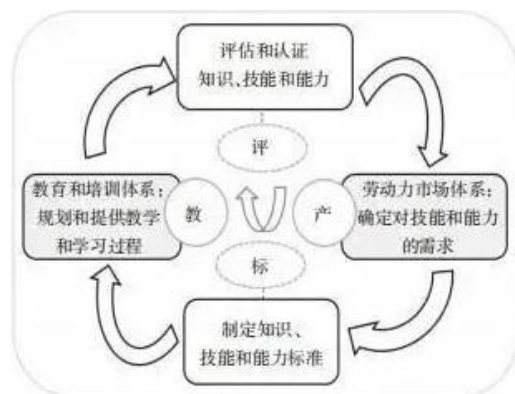 评估和认证
知识、技能和能力
评
教育和培训体系：
规划和提供教学
和学习过程
教
产
劳动力市场体系：
确定对技能和能力
的需求
标
制定知识、
技能和能力标准